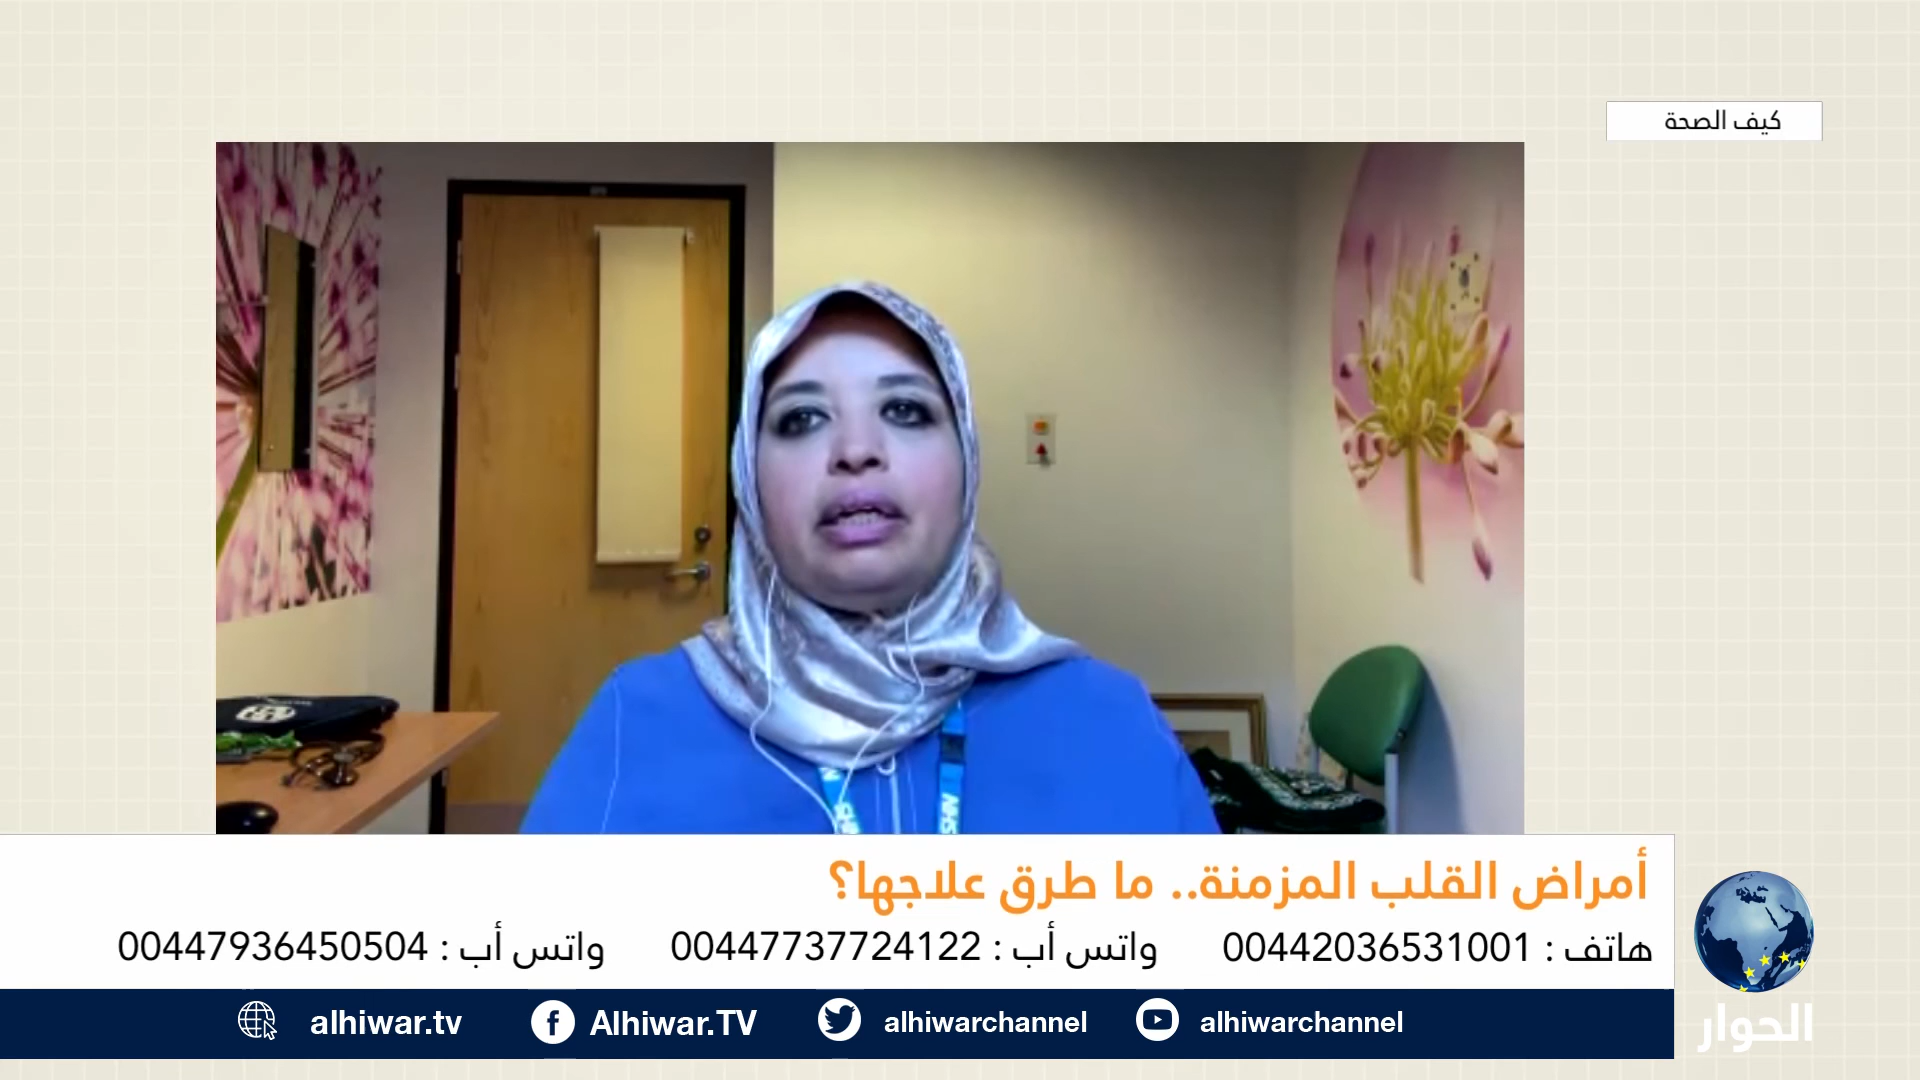 كيف الصحة
NHS
أمراض القلب المزمنة.. ما طرق علاجها؟
هاتف : 00442036531001 واتس أب : 00447737724122 واتس أب : 00447936450504
alhiwar.tv Alhiwar.TV alhiwarchannel alhiwarchannel
الحوار